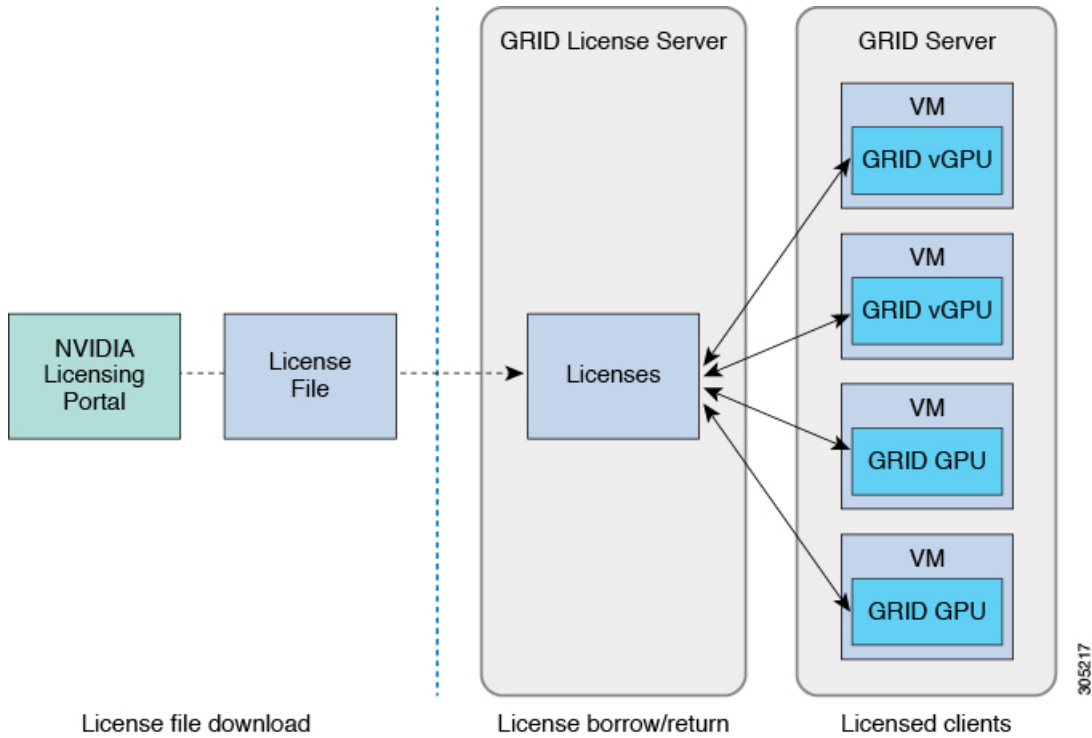 GRID License Server
GRID Server
VM
GRID vGPU
VM
GRID vGPU
NVIDIA
Licensing
Portal
License
File
Licenses
VM
GRID GPU
VM
GRID GPU
305217
License file download
License borrow/return
Licensed clients